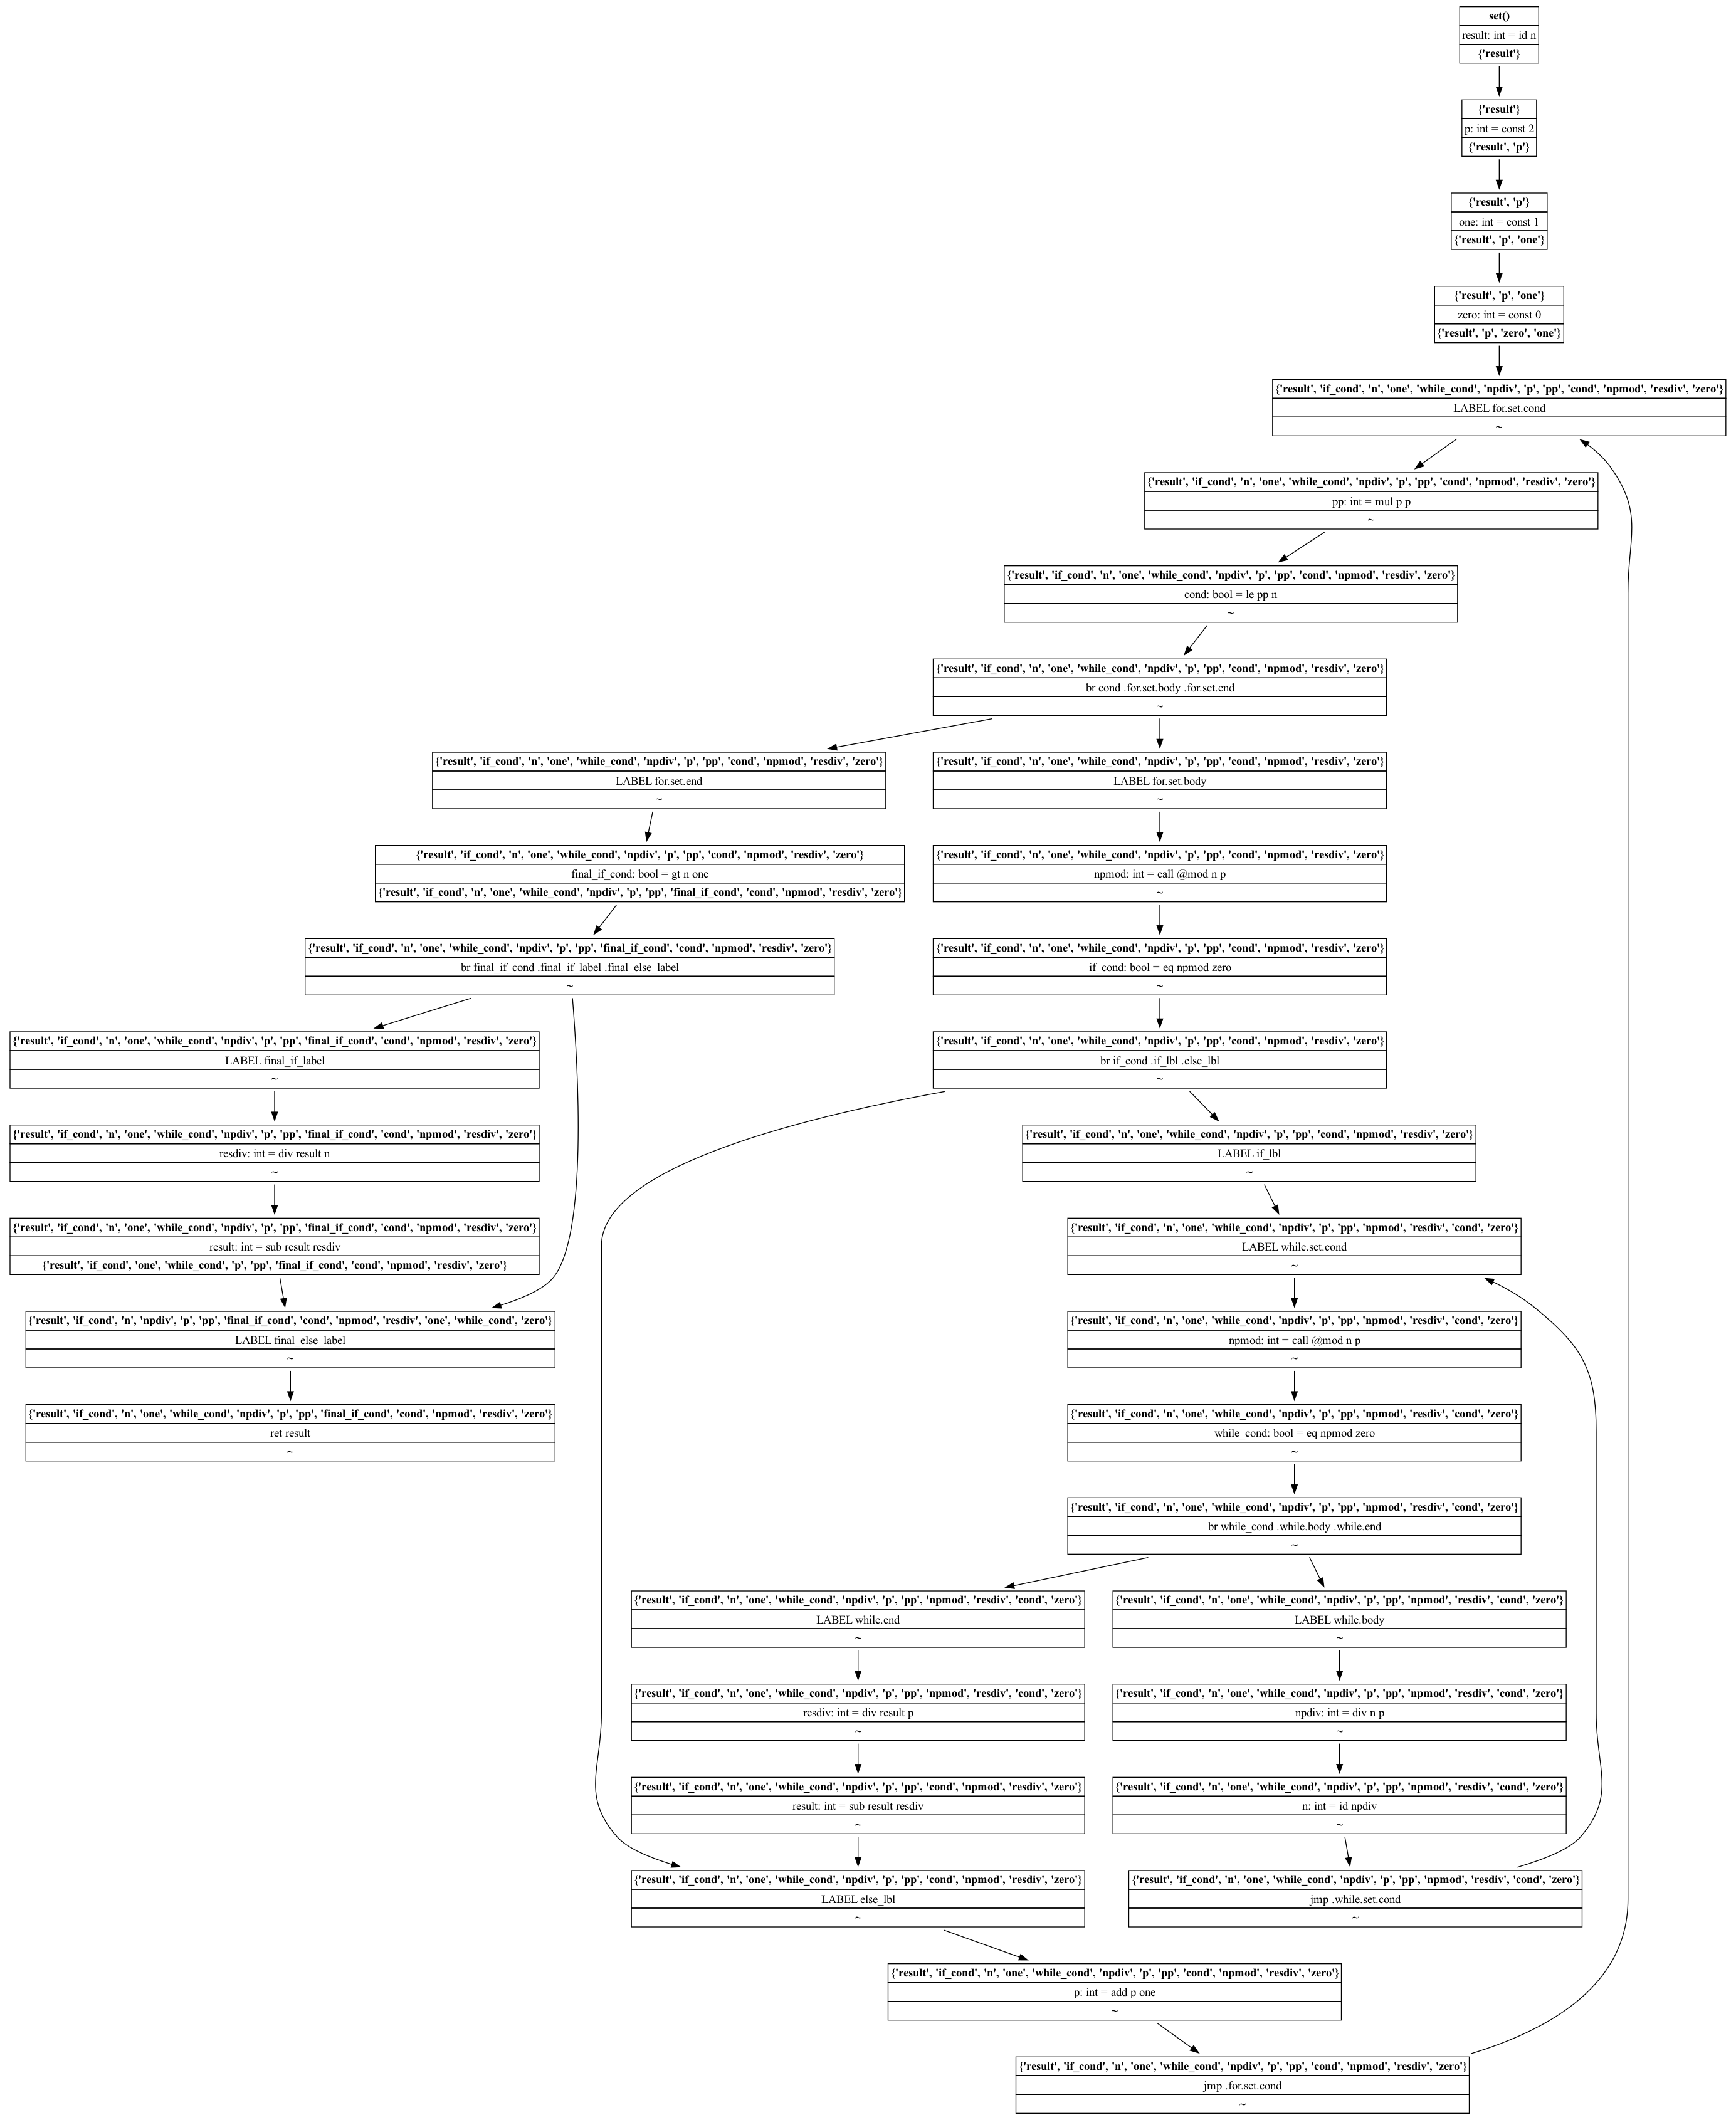 set()
result: int = id n
{'result'}
{'result'}
p: int = const 2
{'result', 'p'}
{'result', 'p'}
one: int = const 1
{'result', 'p', 'one'}
{'result', 'p', 'one'}
zero: int = const 0
{'result', 'p', 'zero', 'one'}
{'result', 'if_cond', 'n', 'one', 'while_cond', 'npdiv', 'p', 'pp', 'cond', 'npmod', 'resdiv', 'zero'}
LABEL for.set.cond
~
{'result', 'if_cond', 'n', 'one', 'while_cond', 'npdiv', 'p', 'pp', 'cond', 'npmod', 'resdiv', 'zero'}
pp: int = mul p p
~
{'result', 'if_cond', 'n', 'one', 'while_cond', 'npdiv', 'p', 'pp', 'cond', 'npmod', 'resdiv', 'zero'}
cond: bool = le pp n
~
{'result', 'if_cond', 'n', 'one', 'while_cond', 'npdiv', 'p', 'pp', 'cond', 'npmod', 'resdiv', 'zero'}
br cond .for.set.body .for.set.end
~
{'result', 'if_cond', 'n', 'one', 'while_cond', 'npdiv', 'p', 'pp', 'cond', 'npmod', 'resdiv', 'zero'}
LABEL for.set.end
~
{'result', 'if_cond', 'n', 'one', 'while_cond', 'npdiv', 'p', 'pp', 'cond', 'npmod', 'resdiv', 'zero'}
LABEL for.set.body
~
{'result', 'if_cond', 'n', 'one', 'while_cond', 'npdiv', 'p', 'pp', 'cond', 'npmod', 'resdiv', 'zero'}
final_if_cond: bool = gt n one
{'result', 'if_cond', 'n', 'one', 'while_cond', 'npdiv', 'p', 'pp', 'final_if_cond', 'cond', 'npmod', 'resdiv', 'zero'}
{'result', 'if_cond', 'n', 'one', 'while_cond', 'npdiv', 'p', 'pp', 'cond', 'npmod', 'resdiv', 'zero'}
npmod: int = call @mod n p
~
{'result', 'if_cond', 'n', 'one', 'while_cond', 'npdiv', 'p', 'pp', 'final_if_cond', 'cond', 'npmod', 'resdiv', 'zero'}
br final_if_cond .final_if_label .final_else_label
~
{'result', 'if_cond', 'n', 'one', 'while_cond', 'npdiv', 'p', 'pp', 'cond', 'npmod', 'resdiv', 'zero'}
if_cond: bool = eq npmod zero
~
{'result', 'if_cond', 'n', 'one', 'while_cond', 'npdiv', 'p', 'pp', 'final_if_cond', 'cond', 'npmod', 'resdiv', 'zero'}
LABEL final_if_label
~
{'result', 'if_cond', 'n', 'one', 'while_cond', 'npdiv', 'p', 'pp', 'cond', 'npmod', 'resdiv', 'zero'}
br if_cond .if_lbl .else_lbl
~
{'result', 'if_cond', 'n', 'one', 'while_cond', 'npdiv', 'p', 'pp', 'final_if_cond', 'cond', 'npmod', 'resdiv', 'zero'}
resdiv: int = div result n
~
{'result', 'if_cond', 'n', 'one', 'while_cond', 'npdiv', 'p', 'pp', 'cond', 'npmod', 'resdiv', 'zero'}
LABEL if_lbl
~
{'result', 'if_cond', 'n', 'one', 'while_cond', 'npdiv', 'p', 'pp', 'final_if_cond', 'cond', 'npmod', 'resdiv', 'zero'}
result: int = sub result resdiv
{'result', 'if_cond', 'one', 'while_cond', 'p', 'pp', 'final_if_cond', 'cond', 'npmod', 'resdiv', 'zero'}
{'result', 'if_cond', 'n', 'one', 'while_cond', 'npdiv', 'p', 'pp', 'npmod', 'resdiv', 'cond', 'zero'}
LABEL while.set.cond
~
{'result', 'if_cond', 'n', 'npdiv', 'p', 'pp', 'final_if_cond', 'cond', 'npmod', 'resdiv', 'one', 'while_cond', 'zero'}
LABEL final_else_label
~
{'result', 'if_cond', 'n', 'one', 'while_cond', 'npdiv', 'p', 'pp', 'npmod', 'resdiv', 'cond', 'zero'}
npmod: int = call @mod n p
~
{'result', 'if_cond', 'n', 'one', 'while_cond', 'npdiv', 'p', 'pp', 'final_if_cond', 'cond', 'npmod', 'resdiv', 'zero'}
ret result
~
{'result', 'if_cond', 'n', 'one', 'while_cond', 'npdiv', 'p', 'pp', 'npmod', 'resdiv', 'cond', 'zero'}
while_cond: bool = eq npmod zero
~
{'result', 'if_cond', 'n', 'one', 'while_cond', 'npdiv', 'p', 'pp', 'npmod', 'resdiv', 'cond', 'zero'}
br while_cond .while.body .while.end
~
{'result', 'if_cond', 'n', 'one', 'while_cond', 'npdiv', 'p', 'pp', 'npmod', 'resdiv', 'cond', 'zero'}
LABEL while.end
~
{'result', 'if_cond', 'n', 'one', 'while_cond', 'npdiv', 'p', 'pp', 'npmod', 'resdiv', 'cond', 'zero'}
LABEL while.body
~
{'result', 'if_cond', 'n', 'one', 'while_cond', 'npdiv', 'p', 'pp', 'npmod', 'resdiv', 'cond', 'zero'}
resdiv: int = div result p
~
{'result', 'if_cond', 'n', 'one', 'while_cond', 'npdiv', 'p', 'pp', 'npmod', 'resdiv', 'cond', 'zero'}
npdiv: int = div n p
~
{'result', 'if_cond', 'n', 'one', 'while_cond', 'npdiv', 'p', 'pp', 'cond', 'npmod', 'resdiv', 'zero'}
result: int = sub result resdiv
~
{'result', 'if_cond', 'n', 'one', 'while_cond', 'npdiv', 'p', 'pp', 'npmod', 'resdiv', 'cond', 'zero'}
n: int = id npdiv
~
{'result', 'if_cond', 'n', 'one', 'while_cond', 'npdiv', 'p', 'pp', 'cond', 'npmod', 'resdiv', 'zero'}
LABEL else_lbl
~
{'result', 'if_cond', 'n', 'one', 'while_cond', 'npdiv', 'p', 'pp', 'npmod', 'resdiv', 'cond', 'zero'}
jmp .while.set.cond
~
{'result', 'if_cond', 'n', 'one', 'while_cond', 'npdiv', 'p', 'pp', 'cond', 'npmod', 'resdiv', 'zero'}
p: int = add p one
~
{'result', 'if_cond', 'n', 'one', 'while_cond', 'npdiv', 'p', 'pp', 'cond', 'npmod', 'resdiv', 'zero'}
jmp .for.set.cond
~